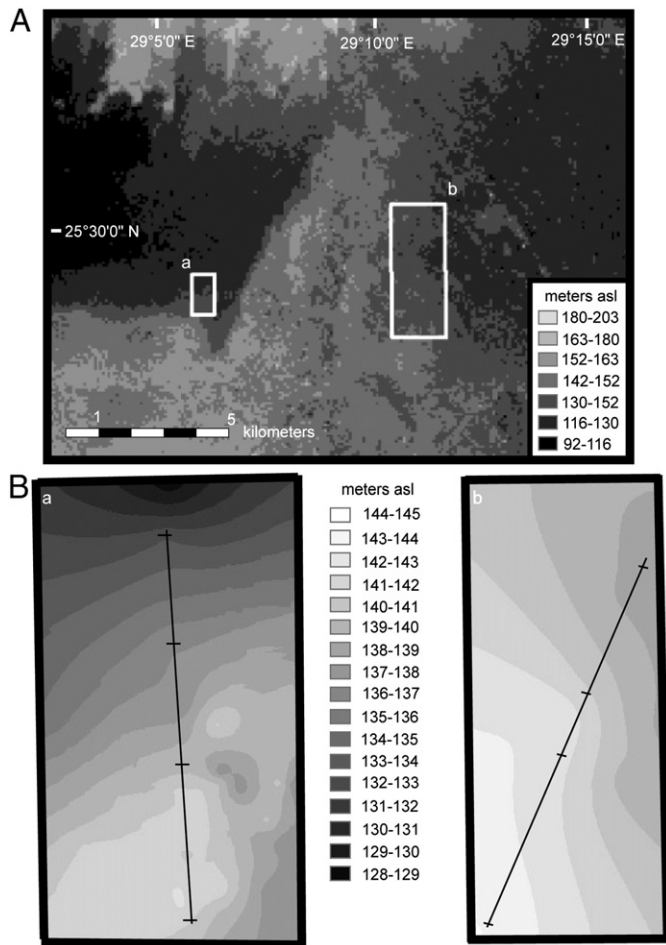 A
29°5'0" E
29°10'0" E
29°15'0" E
25°30'0" N
a
b
1
5
kilometers
meters asl
180-203
163-180
152-163
142-152
130-152
116-130
92-116
B
a
meters asl
144-145
143-144
142-143
141-142
140-141
139-140
138-139
137-138
136-137
135-136
134-135
133-134
132-133
131-132
130-131
129-130
128-129
b